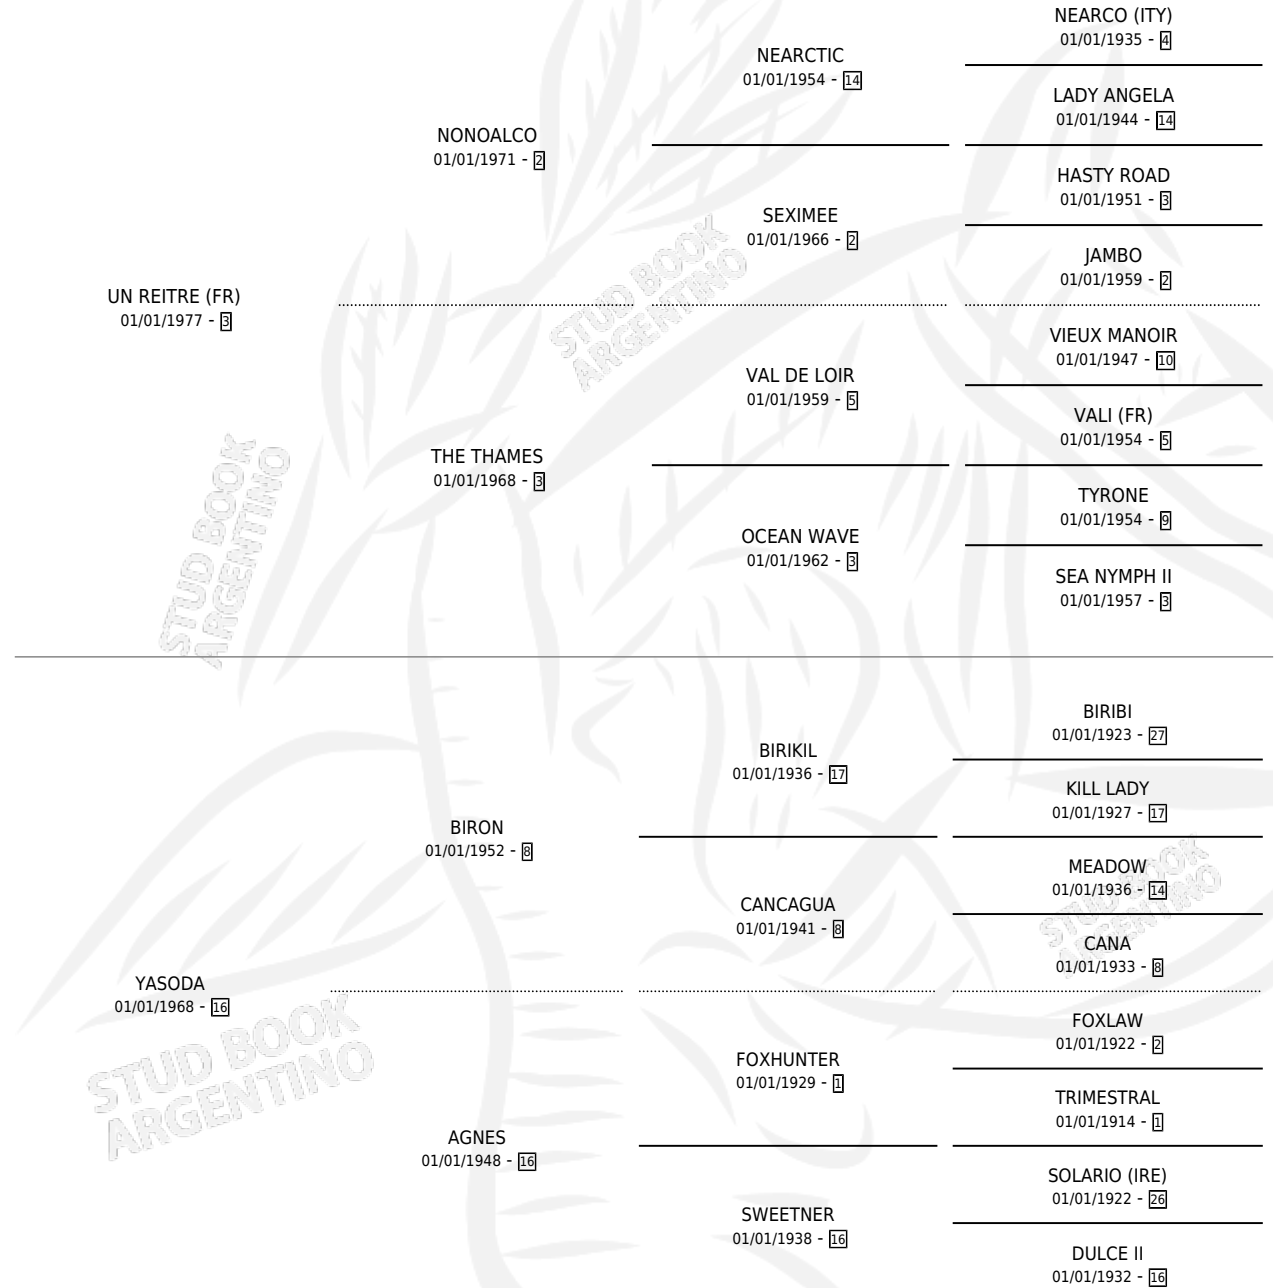 NEARCO (ITY)
01/01/1935 - 4
NEARCTIC
01/01/1954 - 14
LADY ANGELA
01/01/1944 - 14
NONOALCO
01/01/1971 - 2
HASTY ROAD
01/01/1951 - 3
SEXIMEE
01/01/1966 - 2
JAMBO
01/01/1959 - 2
UN REITRE (FR)
01/01/1977 - 3
VIEUX MANOIR
01/01/1947 - 10
VAL DE LOIR
01/01/1959 - 5
VALI (FR)
01/01/1954 - 5
THE THAMES
01/01/1968 - 3
TYRONE
01/01/1954 - 9
OCEAN WAVE
01/01/1962 - 3
SEA NYMPH II
01/01/1957 - 3
STUD BOOK
ARGENTINO
STUD BOOK
ARGENTINO
BIRIBI
01/01/1923 - 27
BIRIKIL
01/01/1936 - 17
KILL LADY
01/01/1927 - 17
BIRON
01/01/1952 - 8
MEADOW
01/01/1936 - 14
CANCAGUA
01/01/1941 - 8
CANA
01/01/1933 - 8
STUD BOOK
ARGENTINO
YASODA
01/01/1968 - 16
FOXLAW
01/01/1922 - 2
FOXHUNTER
01/01/1929 - 1
TRIMESTRAL
01/01/1914 - 1
STUD BOOK
ARGENTINO
AGNES
01/01/1948 - 16
SOLARIO (IRE)
01/01/1922 - 26
SWEETNER
01/01/1938 - 16
DULCE II
01/01/1932 - 16